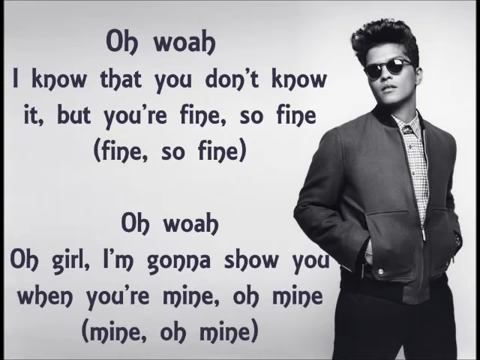 Oh woah
I know that you don't know
it, but you're fine, so fine
(fine, so fine)
Oh woah
Oh girl, I'm gonna show you
when you're mine, oh mine
(mine, oh mine)